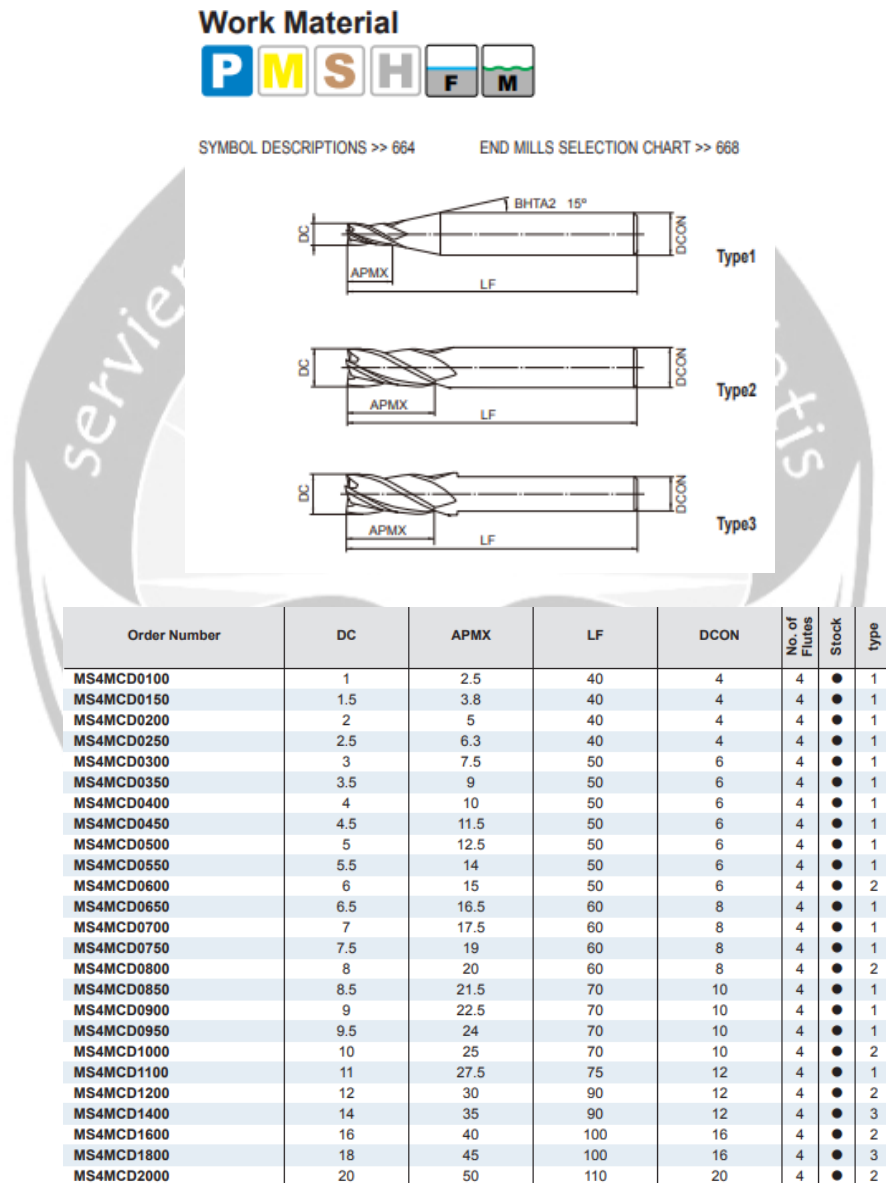 Work Material
P M S H F M
SYMBOL DESCRIPTIONS >> 664 END MILLS SELECTION CHART >> 668
BHTA2 15º
DC
DCON
Type1
APMX
LF
DC
DCON
Type2
APMX
LF
DC
DCON
Type3
APMX
LF
servie
tis
Order Number DC APMX LF DCON No. of Flutes Stock type
MS4MCD0100 1 2.5 40 4 4 ● 1
MS4MCD0150 1.5 3.8 40 4 4 ● 1
MS4MCD0200 2 5 40 4 4 ● 1
MS4MCD0250 2.5 6.3 40 4 4 ● 1
MS4MCD0300 3 7.5 50 6 4 ● 1
MS4MCD0350 3.5 9 50 6 4 ● 1
MS4MCD0400 4 10 50 6 4 ● 1
MS4MCD0450 4.5 11.5 50 6 4 ● 1
MS4MCD0500 5 12.5 50 6 4 ● 1
MS4MCD0550 5.5 14 50 6 4 ● 1
MS4MCD0600 6 15 50 6 4 ● 2
MS4MCD0650 6.5 16.5 60 8 4 ● 1
MS4MCD0700 7 17.5 60 8 4 ● 1
MS4MCD0750 7.5 19 60 8 4 ● 1
MS4MCD0800 8 20 60 8 4 ● 2
MS4MCD0850 8.5 21.5 70 10 4 ● 1
MS4MCD0900 9 22.5 70 10 4 ● 1
MS4MCD0950 9.5 24 70 10 4 ● 1
MS4MCD1000 10 25 70 10 4 ● 2
MS4MCD1100 11 27.5 75 12 4 ● 1
MS4MCD1200 12 30 90 12 4 ● 2
MS4MCD1400 14 35 90 12 4 ● 3
MS4MCD1600 16 40 100 16 4 ● 2
MS4MCD1800 18 45 100 16 4 ● 3
MS4MCD2000 20 50 110 20 4 ● 2